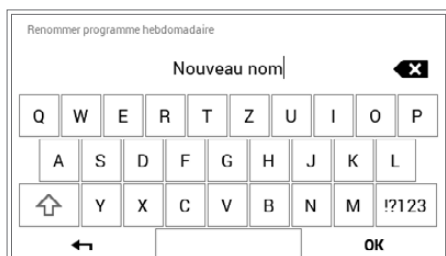 Renommer programme hebdomadaire
Nouveau nom
Q W E R T Z U I O P
A S D F G H J K L
Y X C V B N M !?123
OK